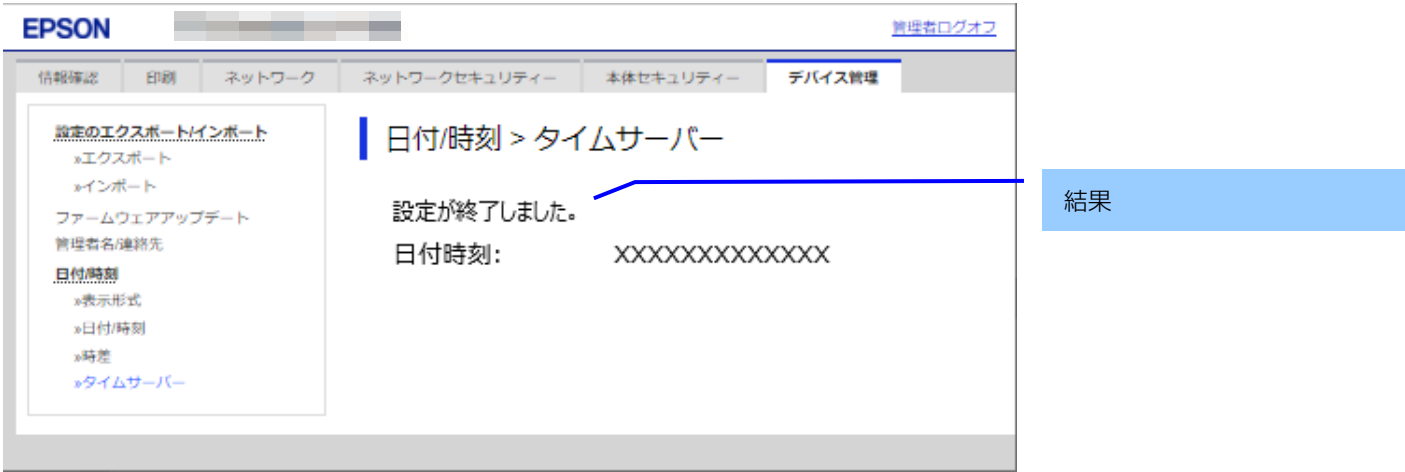 EPSON
管理者ログオフ
情報確認 印刷 ネットワーク ネットワークセキュリティー 本体セキュリティー デバイス管理
設定のエクスポート/インポート
»エクスポート
»インポート
ファームウェアアップデート
管理者名/連絡先
日付/時刻
»表示形式
»日付/時刻
»時差
»タイムサーバー
日付/時刻 > タイムサーバー
設定が終了しました。
日付時刻: XXXXXXXXXXXXX
結果